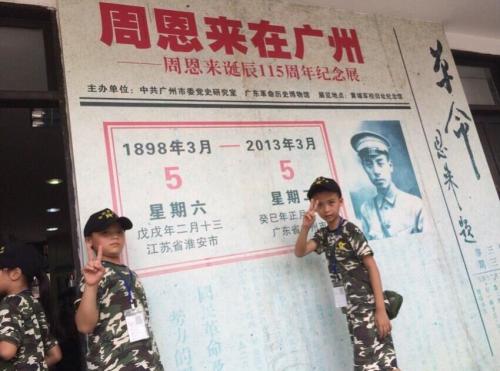 周恩来在广州
——周恩来诞辰115周年纪念展
主办单位：中共广州市委党史研究室 广东革命历史博物馆 展览地点：黄埔军校旧址纪念馆
1898年3月 — 2013年3月
5 5
星期六 星期二
戊戌年二月十三 癸巳年正月
江苏省淮安市 广东省
革命
恩来题